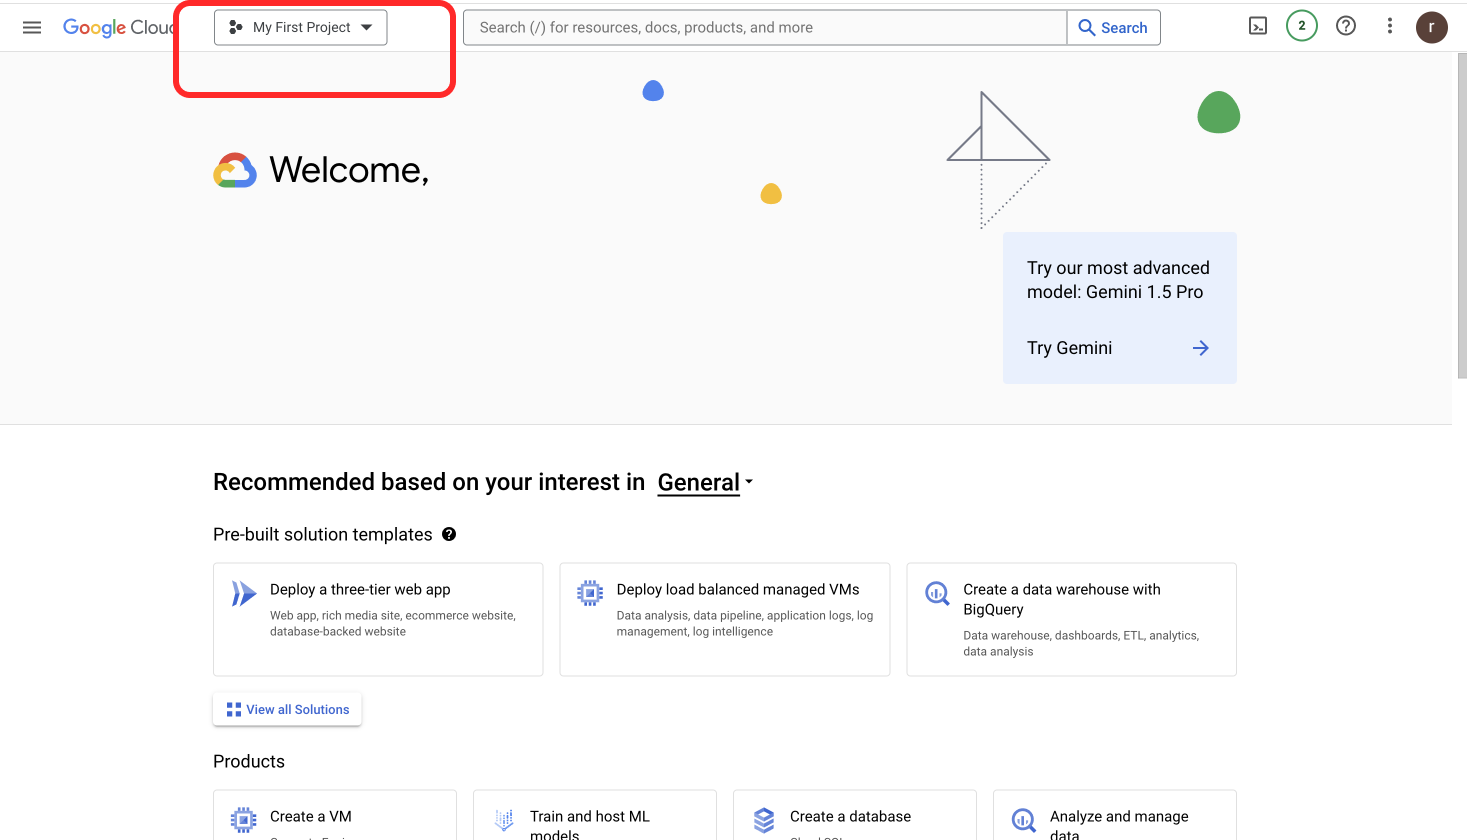 Google Cloud
My First Project
Search (/) for resources, docs, products, and more
Search
2
r
Welcome,
Try our most advanced
model: Gemini 1.5 Pro
Try Gemini
Recommended based on your interest in General
Pre-built solution templates
Deploy a three-tier web app
Web app, rich media site, ecommerce website,
database-backed website
Deploy load balanced managed VMs
Data analysis, data pipeline, application logs, log
management, log intelligence
Create a data warehouse with
BigQuery
Data warehouse, dashboards, ETL, analytics,
data analysis
View all Solutions
Products
Create a VM
Train and host ML
models
Create a database
Analyze and manage
data